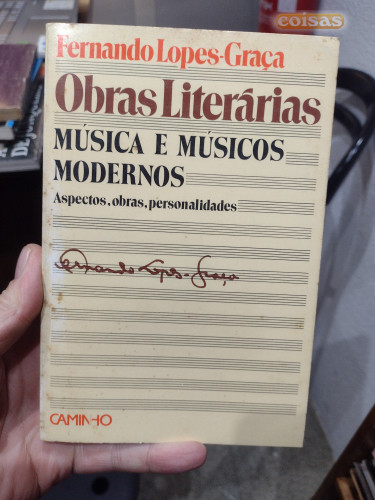 coisas
Fernando Lopes-Graça
Obras Literárias
MÚSICA E MÚSICOS
MODERNOS
Aspectos, obras, personalidades
Fernando Lopes-Graça
CAMINHO